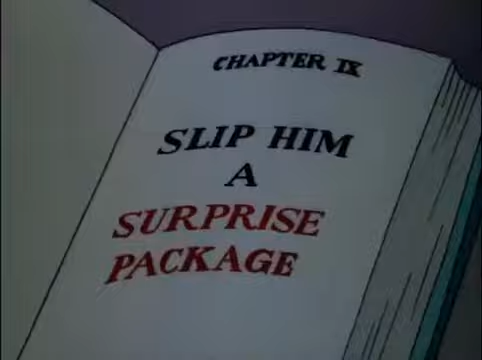 CHAPTER IX
SLIP HIM
A
SURPRISE
PACKAGE